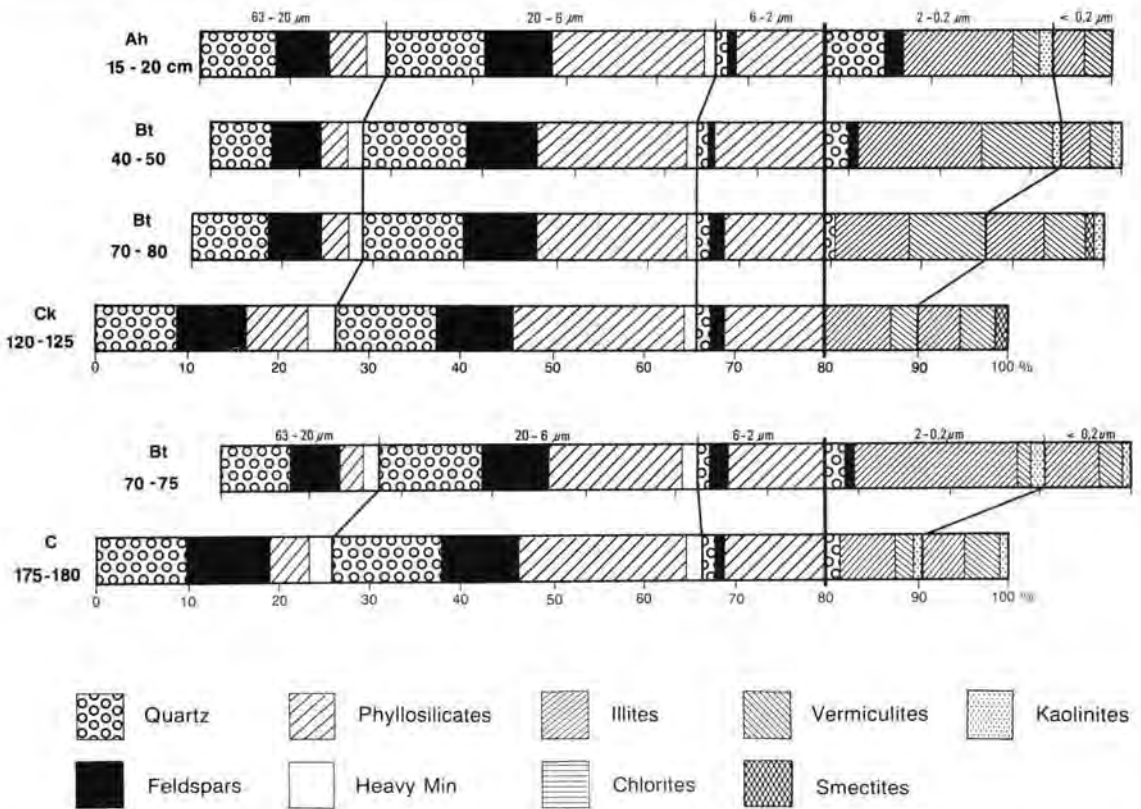 63 - 20 µm 20 - 6 µm 6 - 2 µm 2 - 0.2 µm < 0,2 µm
Ah
15 - 20 cm
Bt
40 - 50
Bt
70 - 80
Ck
120 - 125
0 10 20 30 40 50 60 70 80 90 100 %
63 - 20 µm 20 - 6 µm 6 - 2 µm 2 - 0,2 µm < 0,2 µm
Bt
70 - 75
C
175 - 180
0 10 20 30 40 50 60 70 80 90 100 %
Quartz Phyllosilicates Illites Vermiculites Kaolinites
Feldspars Heavy Min Chlorites Smectites